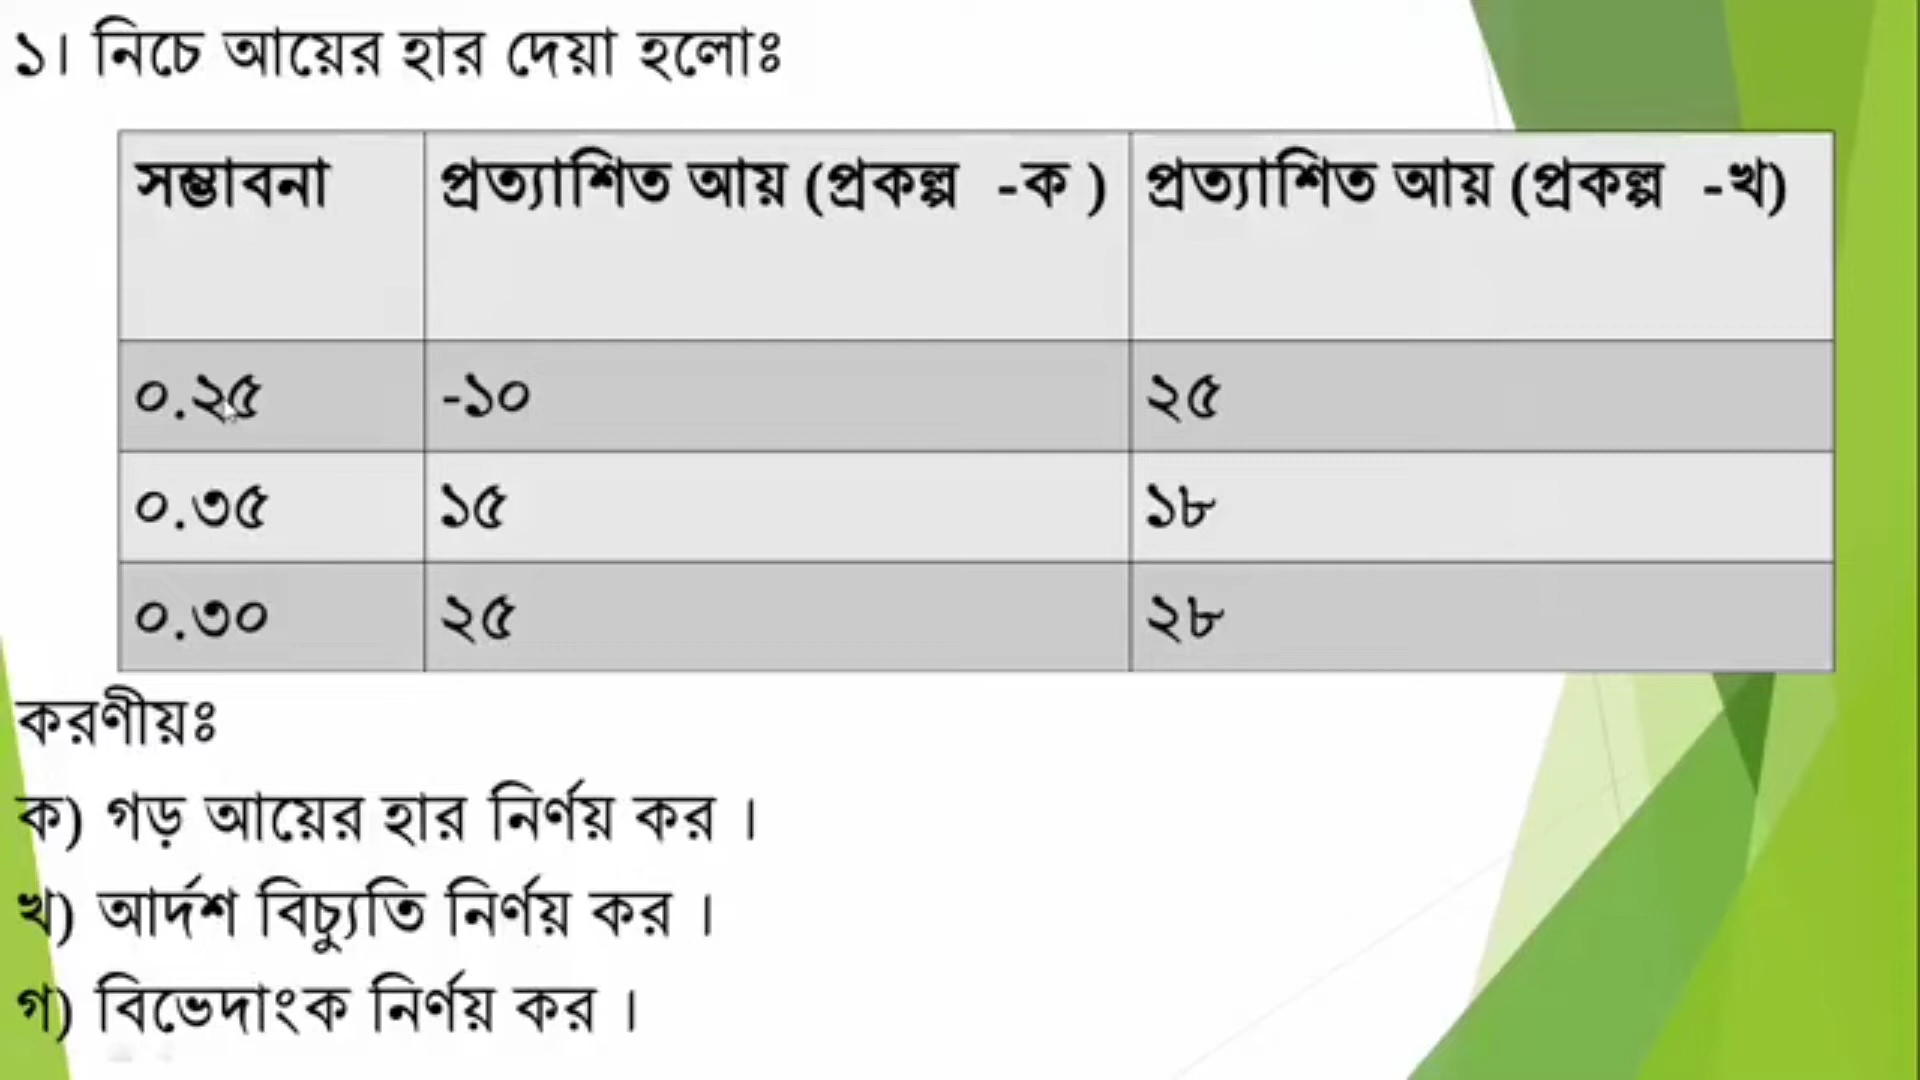 ১। নিচে আয়ের হার দেয়া হলোঃ
সম্ভাবনা প্রত্যাশিত আয় (প্রকল্প -ক ) প্রত্যাশিত আয় (প্রকল্প -খ)
০.২৫ -১০ ২৫
০.৩৫ ১৫ ১৮
০.৩০ ২৫ ২৮
করণীয়ঃ
ক) গড় আয়ের হার নির্ণয় কর ।
খ) আর্দশ বিচ্যুতি নির্ণয় কর ।
গ) বিভেদাংক নির্ণয় কর ।